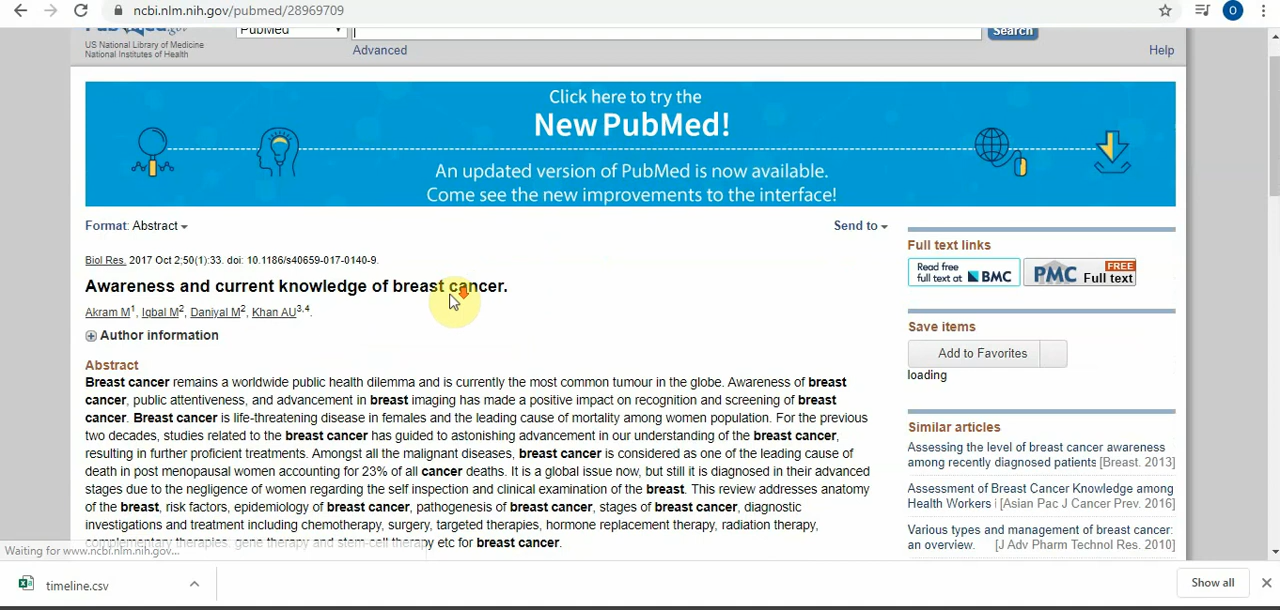 ncbi.nlm.nih.gov/pubmed/28969709
O
PubMed
Search
US National Library of Medicine
National Institutes of Health
Advanced
Help
Click here to try the
New PubMed!
An updated version of PubMed is now available.
Come see the new improvements to the interface!
Format: Abstract
Send to
Full text links
Biol Res. 2017 Oct 2;50(1):33. doi: 10.1186/s40659-017-0140-9.
Read free
full text at BMC
FREE
PMC Full text
Awareness and current knowledge of breast cancer.
Akram M1, Iqbal M2, Daniyal M2, Khan AU3,4.
Author information
Save items
Add to Favorites
loading
Abstract
Breast cancer remains a worldwide public health dilemma and is currently the most common tumour in the globe. Awareness of breast
cancer, public attentiveness, and advancement in breast imaging has made a positive impact on recognition and screening of breast
cancer. Breast cancer is life-threatening disease in females and the leading cause of mortality among women population. For the previous
two decades, studies related to the breast cancer has guided to astonishing advancement in our understanding of the breast cancer,
resulting in further proficient treatments. Amongst all the malignant diseases, breast cancer is considered as one of the leading cause of
death in post menopausal women accounting for 23% of all cancer deaths. It is a global issue now, but still it is diagnosed in their advanced
stages due to the negligence of women regarding the self inspection and clinical examination of the breast. This review addresses anatomy
of the breast, risk factors, epidemiology of breast cancer, pathogenesis of breast cancer, stages of breast cancer, diagnostic
investigations and treatment including chemotherapy, surgery, targeted therapies, hormone replacement therapy, radiation therapy,
complementary therapies, gene therapy and stem-cell therapy etc for breast cancer.
Similar articles
Assessing the level of breast cancer awareness
among recently diagnosed patients [Breast. 2013]
Assessment of Breast Cancer Knowledge among
Health Workers i [Asian Pac J Cancer Prev. 2016]
Various types and management of breast cancer:
an overview. [J Adv Pharm Technol Res. 2010]
Waiting for www.ncbi.nlm.nih.gov...
timeline.csv
Show all